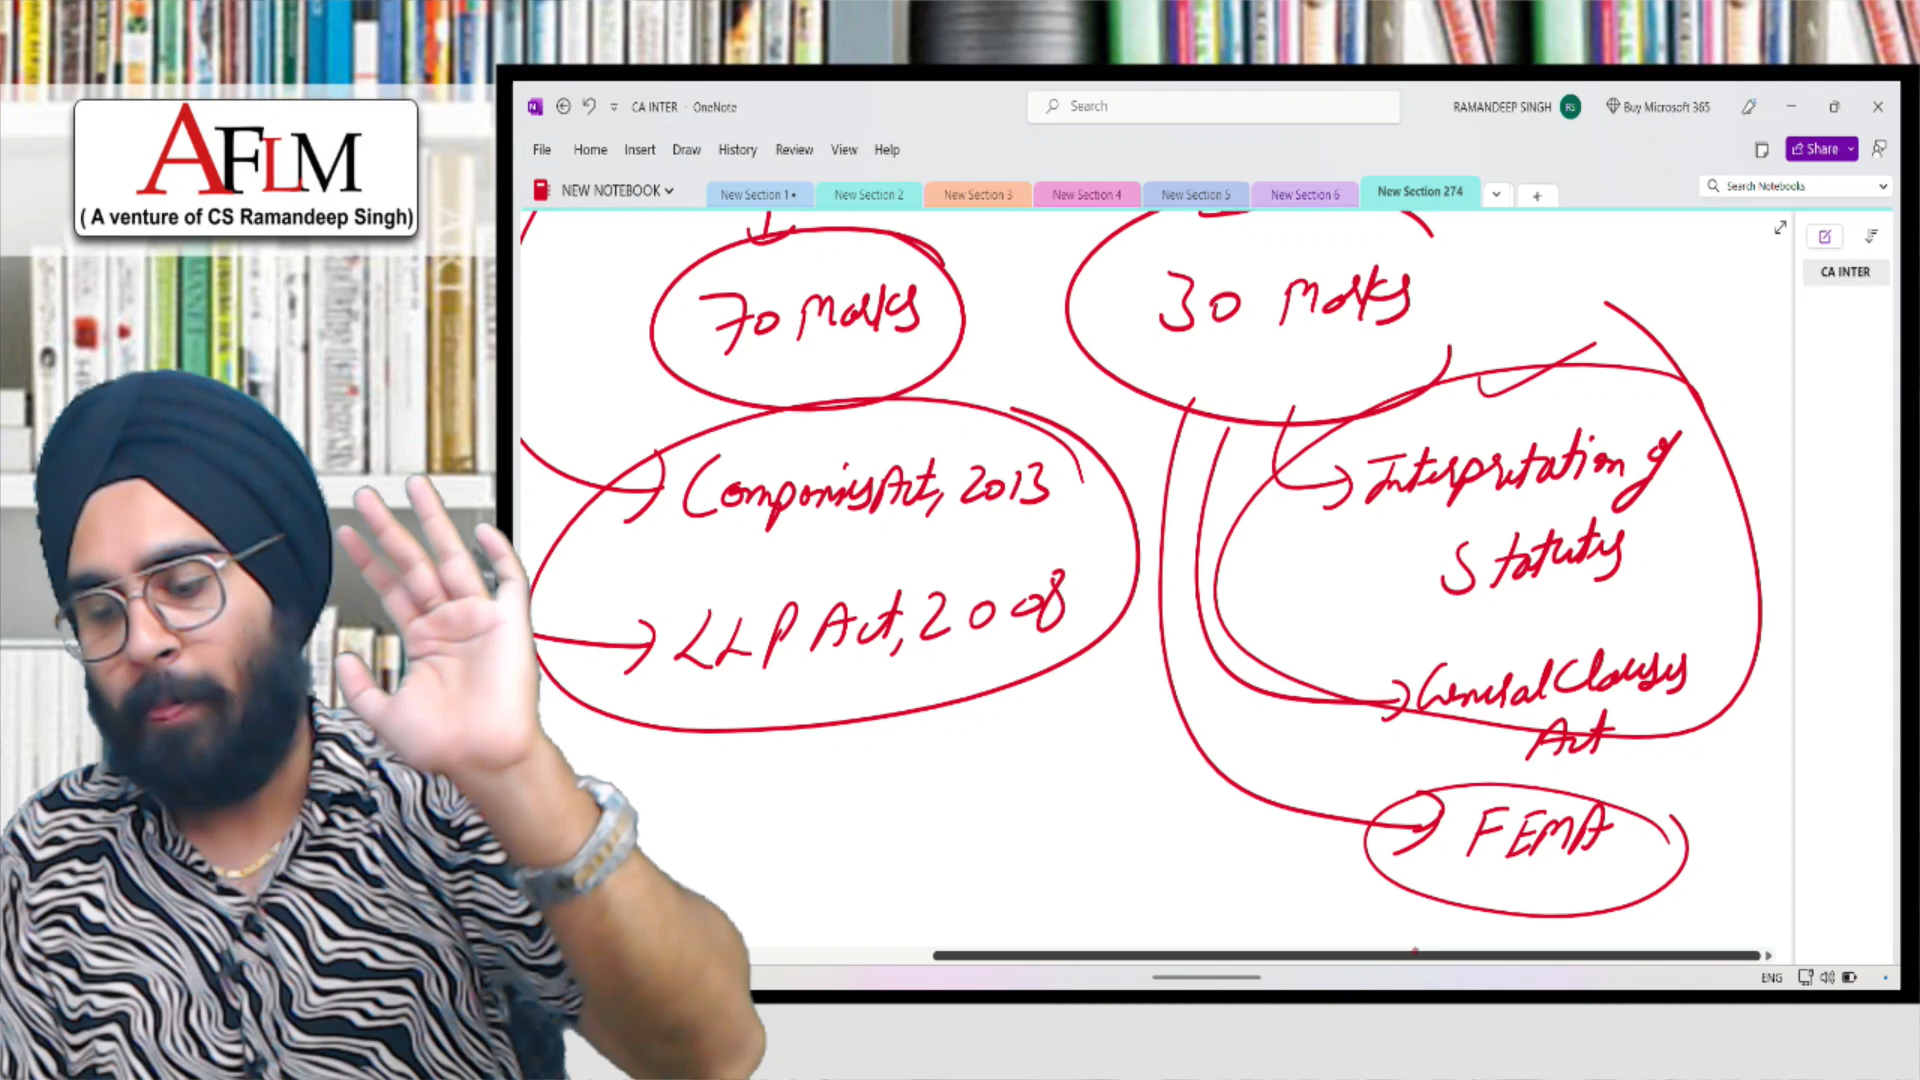 AFLM
( A venture of CS Ramandeep Singh)
CA INTER - OneNote
Search
RAMANDEEP SINGH RS
Buy Microsoft 365
File Home Insert Draw History Review View Help
Share
NEW NOTEBOOK
New Section 1
New Section 2
New Section 3
New Section 4
New Section 5
New Section 6
New Section 274
Search Notebooks
CA INTER
70 Marks
30 Marks
Companies Act, 2013
LLP Act, 2008
Interpretation of
Statutes
General Clauses
Act
FEMA
ENG